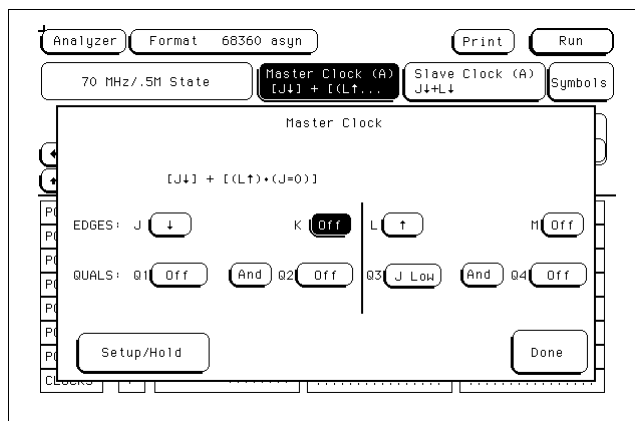 Analyzer Format 68360 asyn Print Run
70 MHz/.5M State Master Clock (A) Slave Clock (A) Symbols
[J↓] + [(L↑... J↓+L↓
Master Clock
[J↓] + [(L↑)•(J=0)]
EDGES: J ↓ K Off L ↑ M Off
QUALS: Q1 Off And Q2 Off Q3 J Low And Q4 Off
Setup/Hold Done